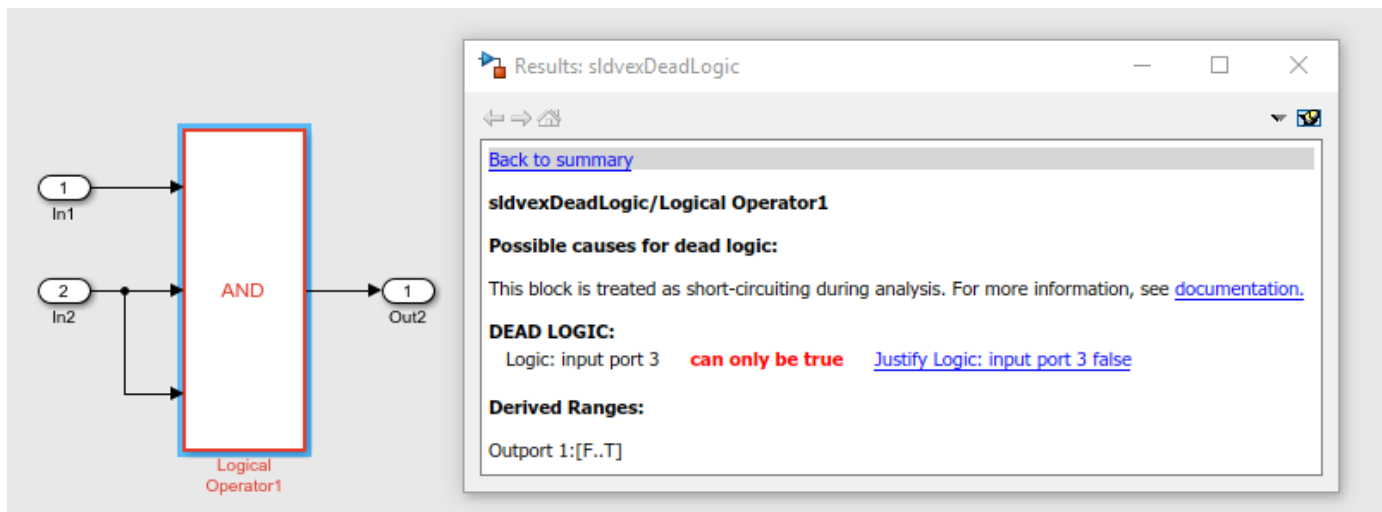 1
In1
2
In2
AND
Logical
Operator1
1
Out2
Results: sldvexDeadLogic
Back to summary
sldvexDeadLogic/Logical Operator1
Possible causes for dead logic:
This block is treated as short-circuiting during analysis. For more information, see documentation.
DEAD LOGIC:
Logic: input port 3 can only be true Justify Logic: input port 3 false
Derived Ranges:
Outport 1:[F..T]